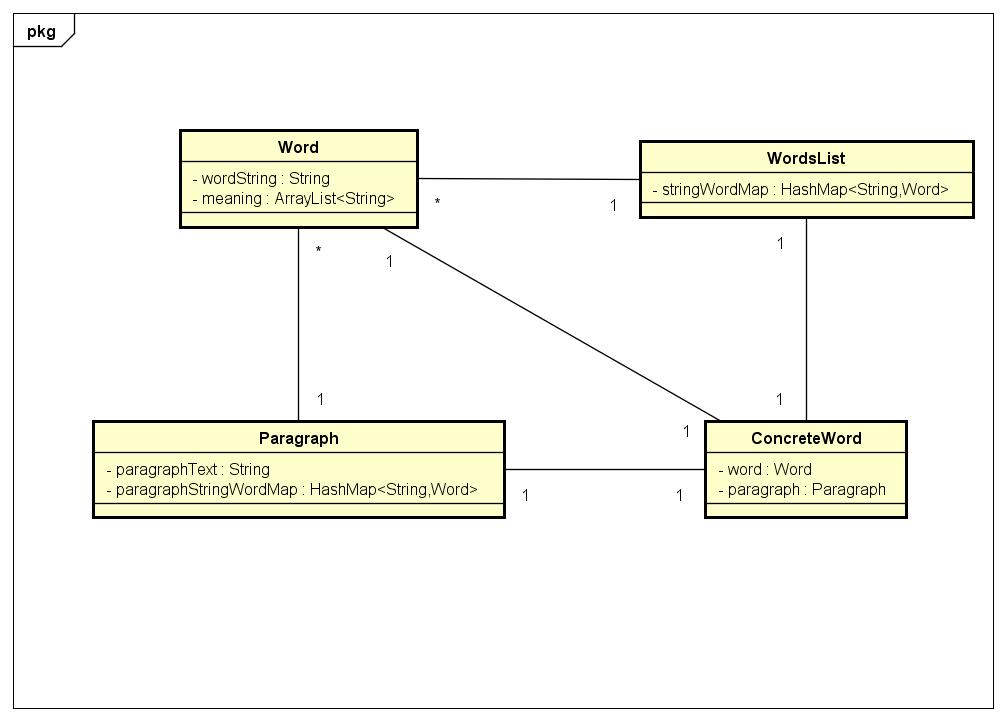 pkg
Word
- wordString : String
- meaning : ArrayList<String>
WordsList
- stringWordMap : HashMap<String,Word>
*
1
*
1
1
1
1
1
Paragraph
- paragraphText : String
- paragraphStringWordMap : HashMap<String,Word>
ConcreteWord
- word : Word
- paragraph : Paragraph
1
1